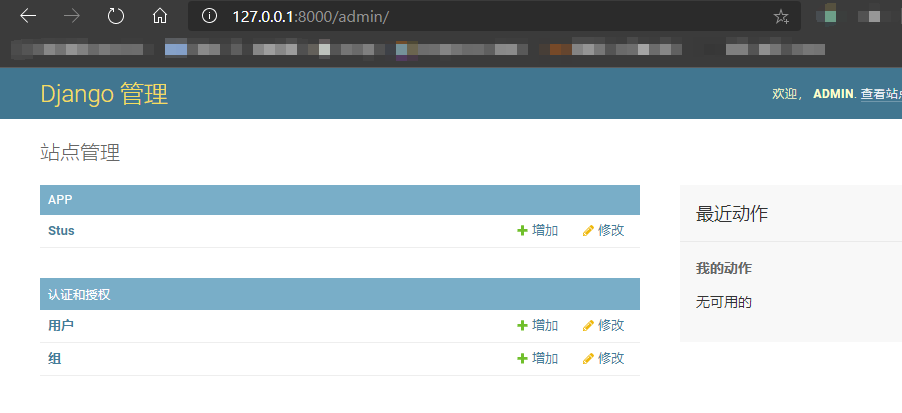 127.0.0.1:8000/admin/
Django 管理
欢迎， ADMIN. 查看站点
站点管理
APP
Stus 增加 修改
认证和授权
用户 增加 修改
组 增加 修改
最近动作
我的动作
无可用的